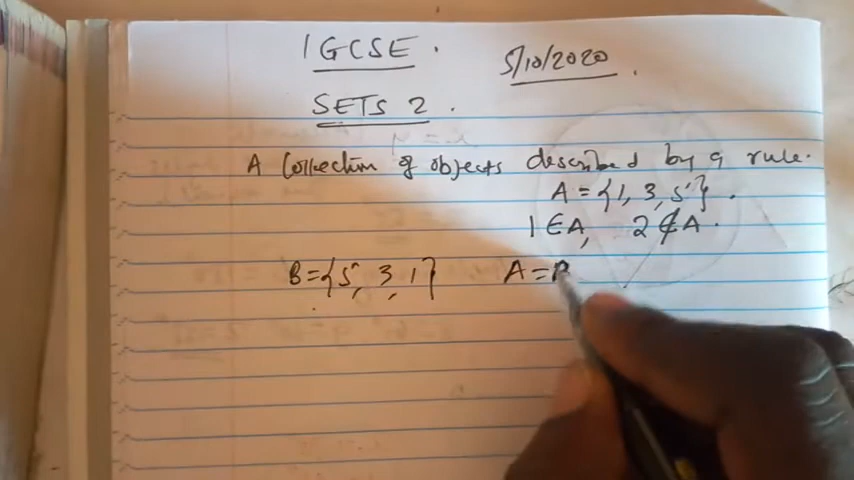 IGCSE.
5/10/2020.
SETS 2.
A Collection of objects described by a rule.
A = {1, 3, 5}.
1 ∈ A, 2 ∉ A.
B = {5, 3, 1} A = B